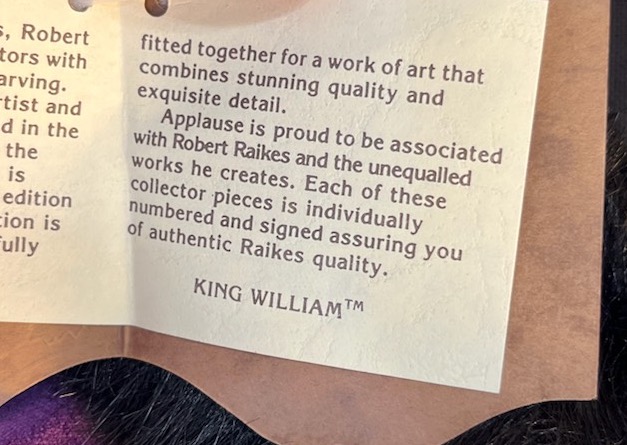 s, Robert
tors with
arving.
rtist and
d in the
the
is
edition
tion is
fully
fitted together for a work of art that
combines stunning quality and
exquisite detail.
Applause is proud to be associated
with Robert Raikes and the unequalled
works he creates. Each of these
collector pieces is individually
numbered and signed assuring you
of authentic Raikes quality.
KING WILLIAM™